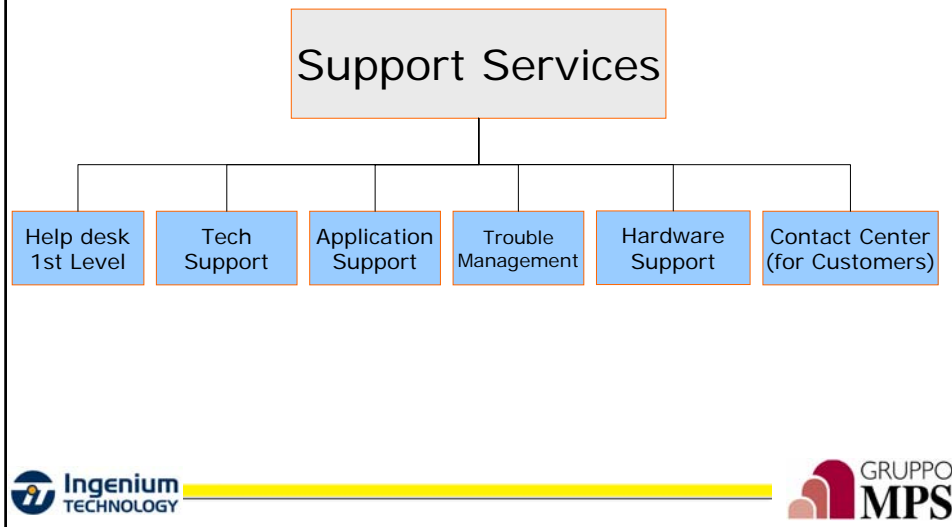 Support Services
Help desk
1st Level
Tech
Support
Application
Support
Trouble
Management
Hardware
Support
Contact Center
(for Customers)
Ingenium
TECHNOLOGY
GRUPPO
MPS